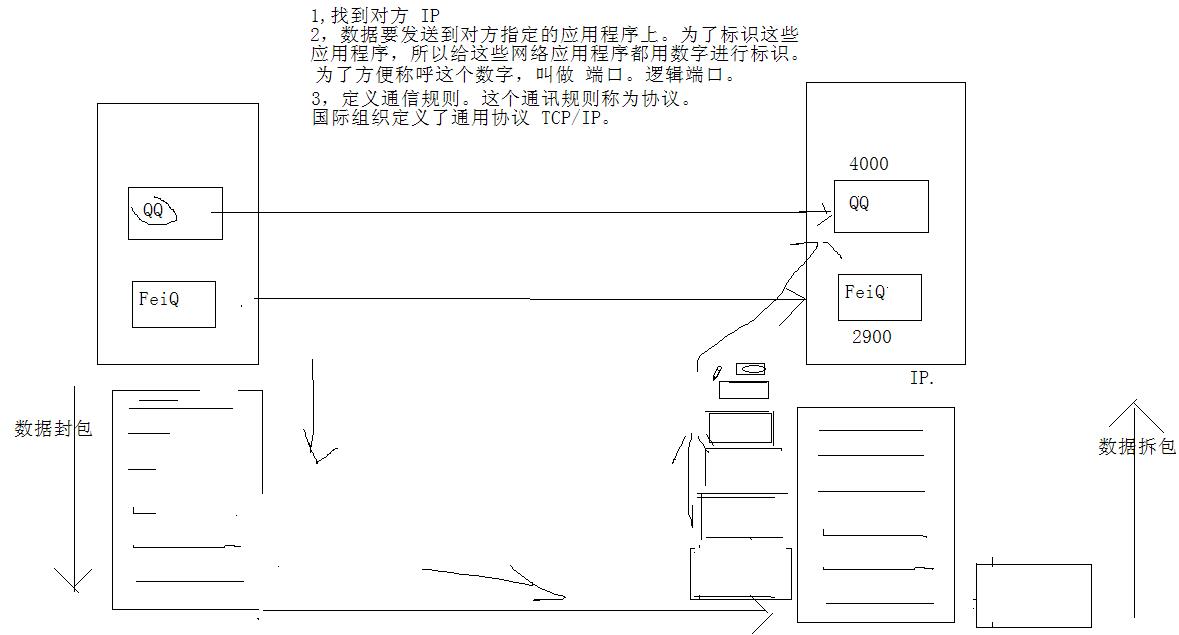 1,找到对方 IP
2，数据要发送到对方指定的应用程序上。为了标识这些
应用程序，所以给这些网络应用程序都用数字进行标识。
为了方便称呼这个数字，叫做 端口。逻辑端口。
3，定义通信规则。这个通讯规则称为协议。
国际组织定义了通用协议 TCP/IP。
4000
QQ
QQ
FeiQ
FeiQ
2900
IP.
数据封包
数据拆包